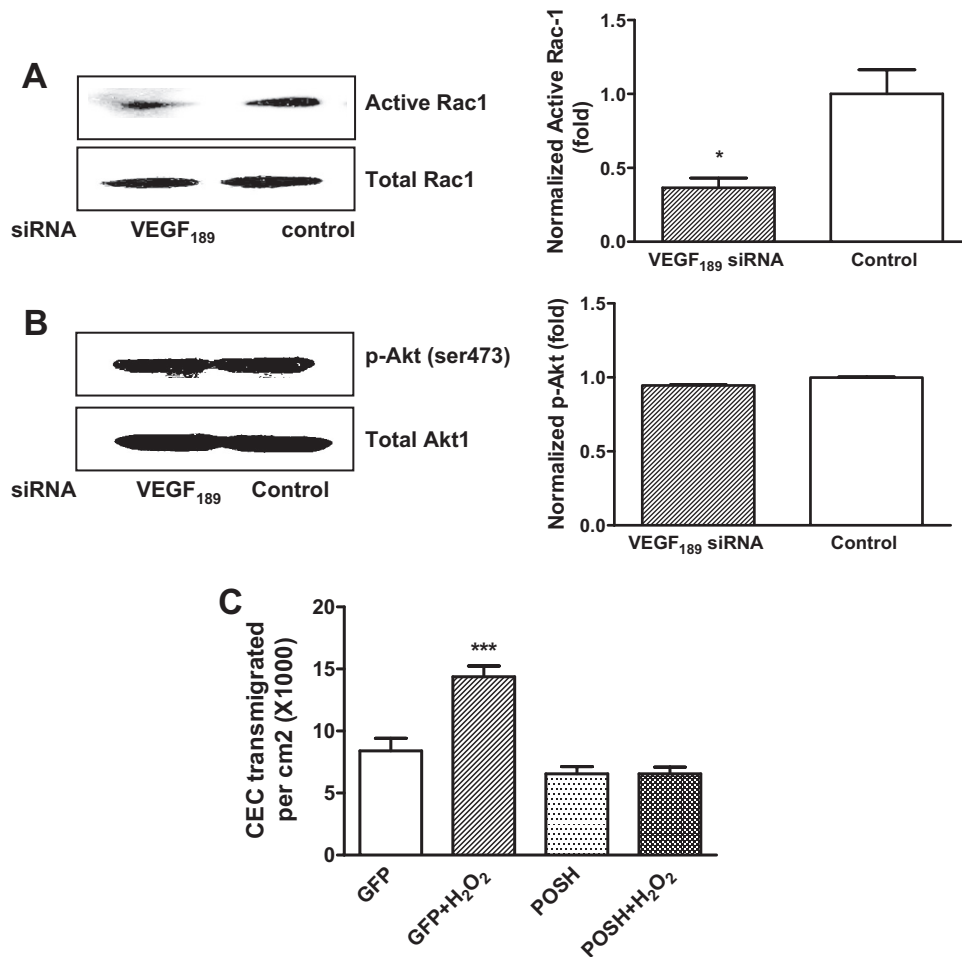 A
Active Rac1
Total Rac1
siRNA VEGF₁₈₉ control
Normalized Active Rac-1
(fold)
1.5
1.0
0.5
0.0
*
VEGF₁₈₉ siRNA Control
B
p-Akt (ser473)
Total Akt1
siRNA VEGF₁₈₉ Control
Normalized p-Akt (fold)
1.5
1.0
0.5
0.0
VEGF₁₈₉ siRNA Control
C
CEC transmigrated
per cm2 (X1000)
20
15
10
5
0
***
GFP
GFP+H₂O₂
POSH
POSH+H₂O₂